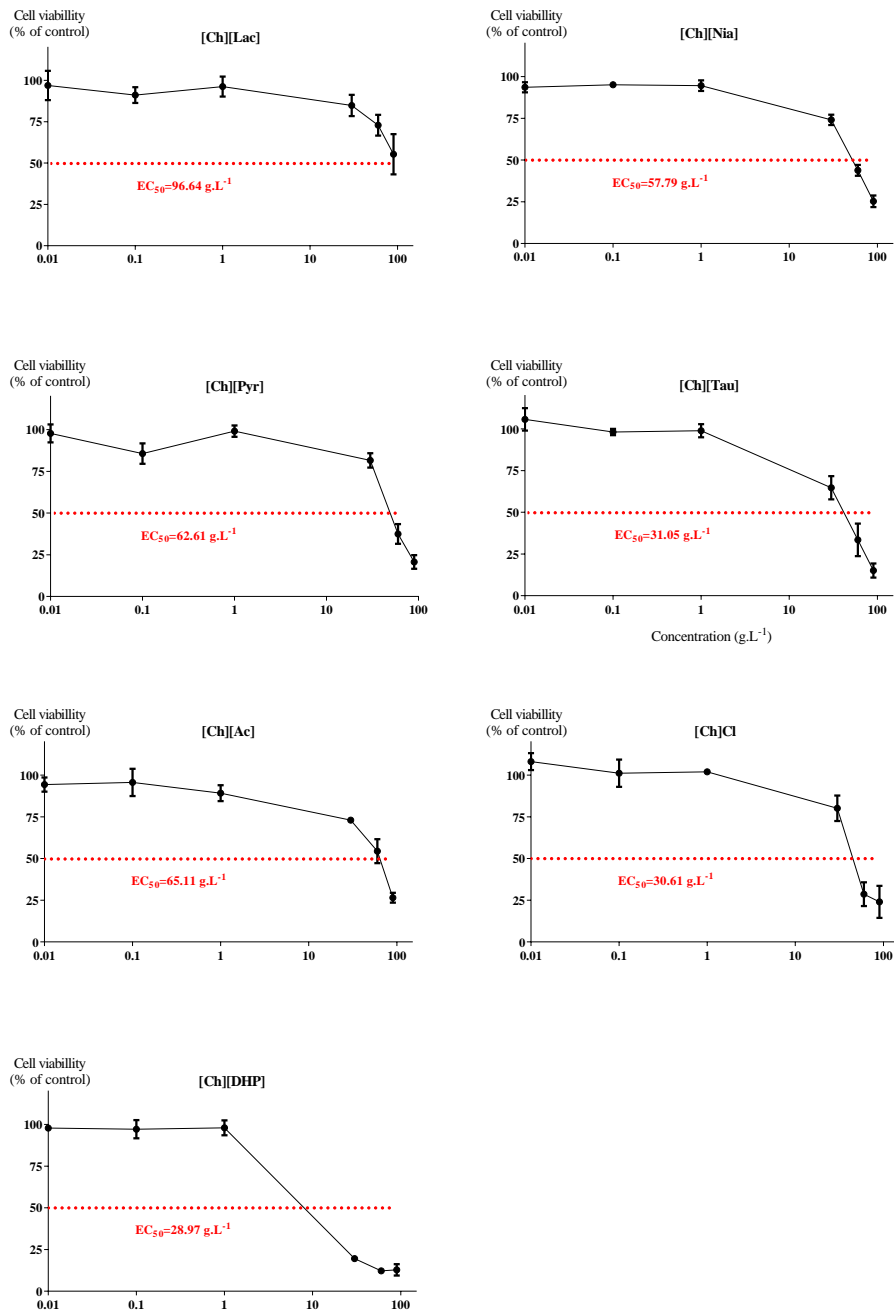 Cell viabillity
(% of control)
[Ch][Lac]
100
75
50
EC50=96.64 g.L-1
25
0
0.01 0.1 1 10 100
Cell viabillity
(% of control)
[Ch][Nia]
100
75
50
EC50=57.79 g.L-1
25
0
0.01 0.1 1 10 100
Cell viabillity
(% of control)
[Ch][Pyr]
100
75
50
EC50=62.61 g.L-1
25
0
0.01 0.1 1 10 100
Cell viabillity
(% of control)
[Ch][Tau]
100
75
50
EC50=31.05 g.L-1
25
0
0.01 0.1 1 10 100
Concentration (g.L-1)
Cell viabillity
(% of control)
[Ch][Ac]
100
75
50
EC50=65.11 g.L-1
25
0
0.01 0.1 1 10 100
Cell viabillity
(% of control)
[Ch]Cl
100
75
50
EC50=30.61 g.L-1
25
0
0.01 0.1 1 10 100
Cell viabillity
(% of control)
[Ch][DHP]
100
75
50
EC50=28.97 g.L-1
25
0
0.01 0.1 1 10 100